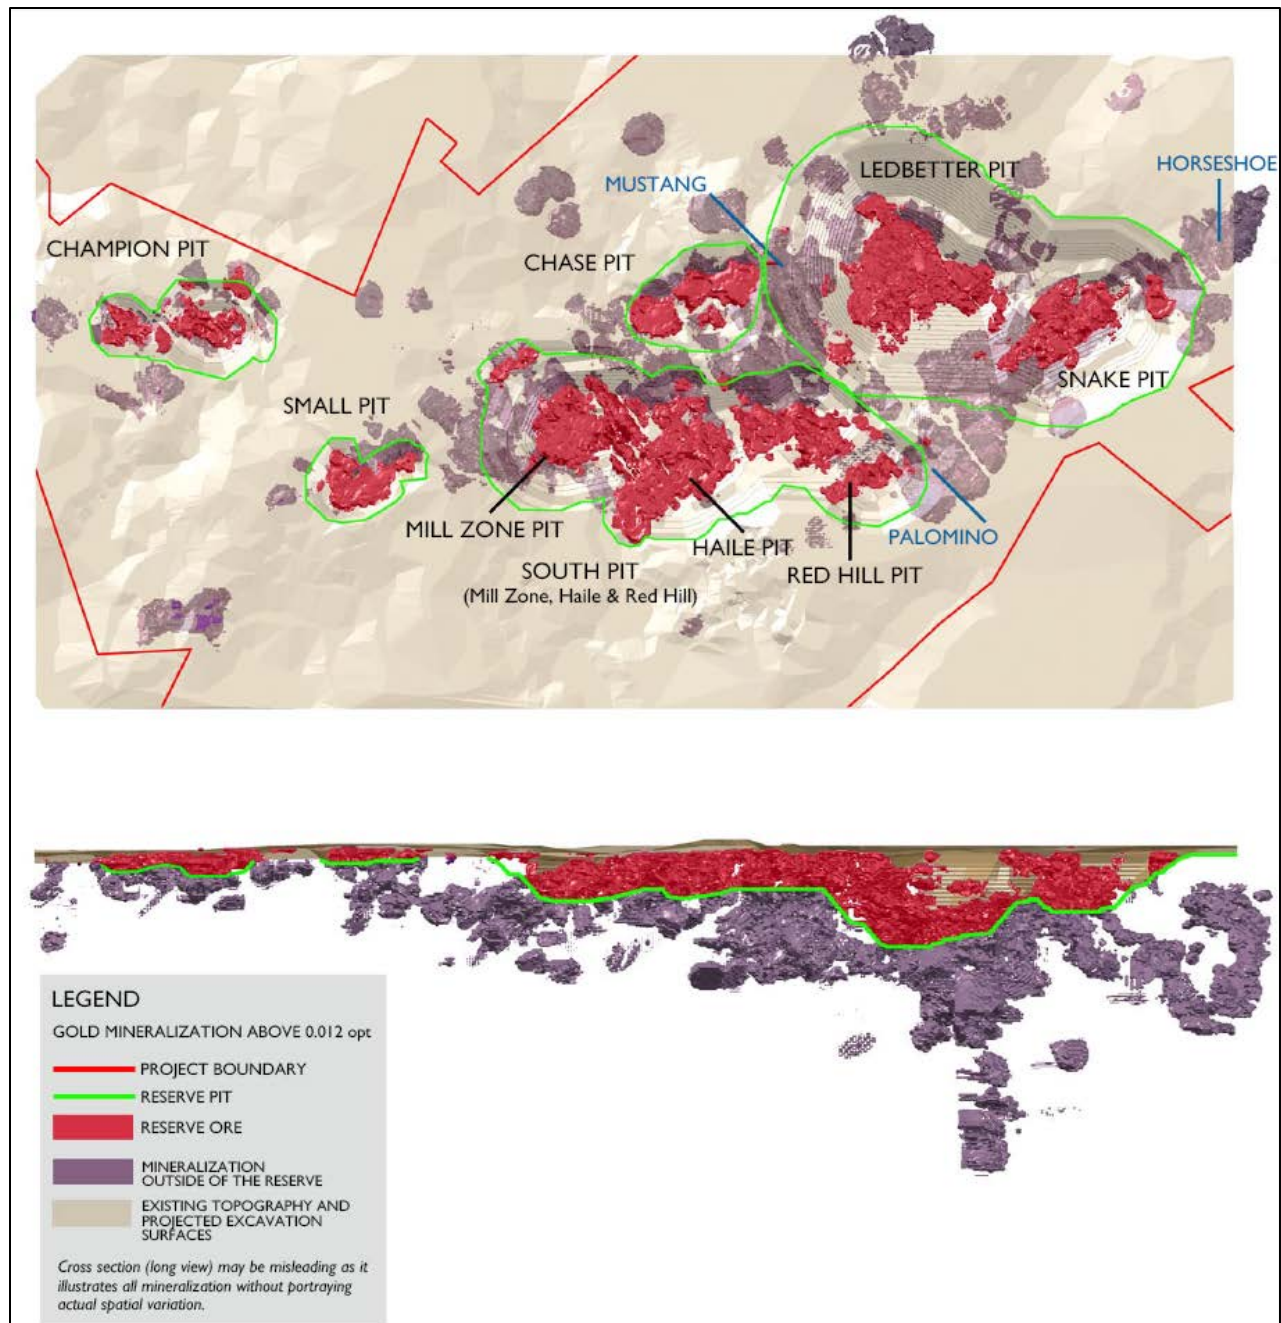 LEDBETTER PIT
HORSESHOE
MUSTANG
CHAMPION PIT
CHASE PIT
SNAKE PIT
SMALL PIT
MILL ZONE PIT
HAILE PIT
PALOMINO
SOUTH PIT
(Mill Zone, Haile & Red Hill)
RED HILL PIT
LEGEND
GOLD MINERALIZATION ABOVE 0.012 opt
PROJECT BOUNDARY
RESERVE PIT
RESERVE ORE
MINERALIZATION
OUTSIDE OF THE RESERVE
EXISTING TOPOGRAPHY AND
PROJECTED EXCAVATION
SURFACES
Cross section (long view) may be misleading as it
illustrates all mineralization without portraying
actual spatial variation.